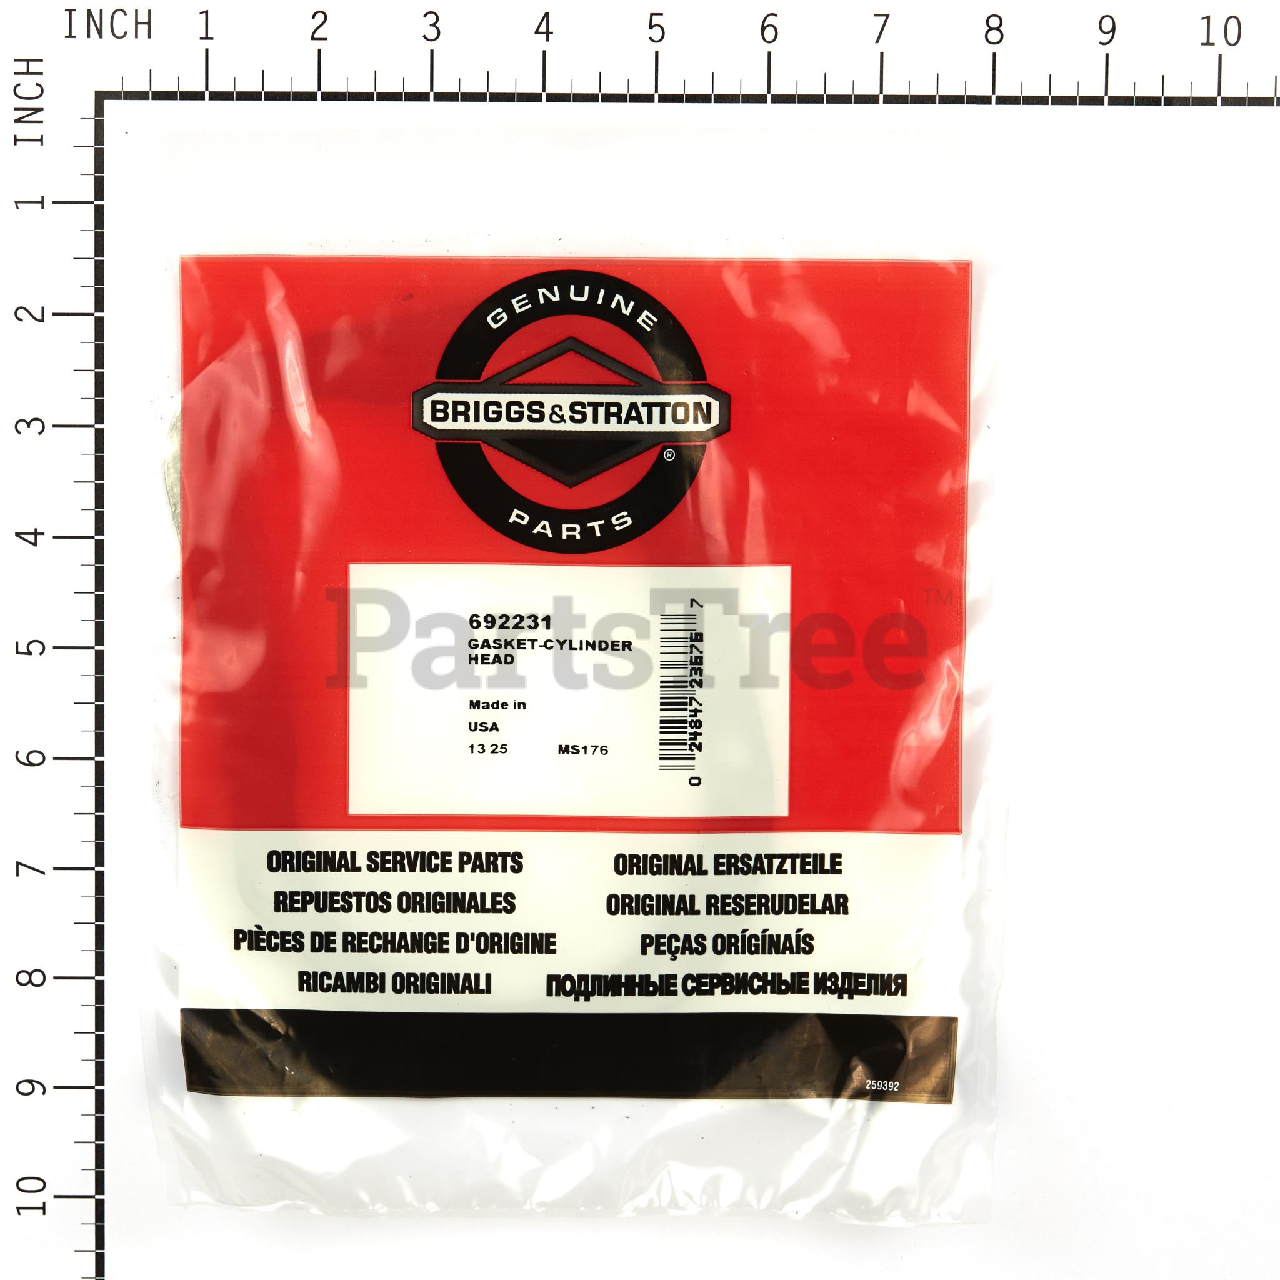 INCH 1 2 3 4 5 6 7 8 9 10
INCH
1
2
3
4
5
6
7
8
9
10
GENUINE
BRIGGS&STRATTON
®
PARTS
PartsTree™
692231
GASKET-CYLINDER
HEAD
Made in
USA
13 25 MS176
0 24847 23675 7
ORIGINAL SERVICE PARTS ORIGINAL ERSATZTEILE
REPUESTOS ORIGINALES ORIGINAL RESERUDELAR
PIÈCES DE RECHANGE D'ORIGINE PEÇAS ORÍGÍNAÍS
RICAMBI ORIGINALI ПОДЛИННЫЕ СЕРВИСНЫЕ ИЗДЕЛИЯ
259392